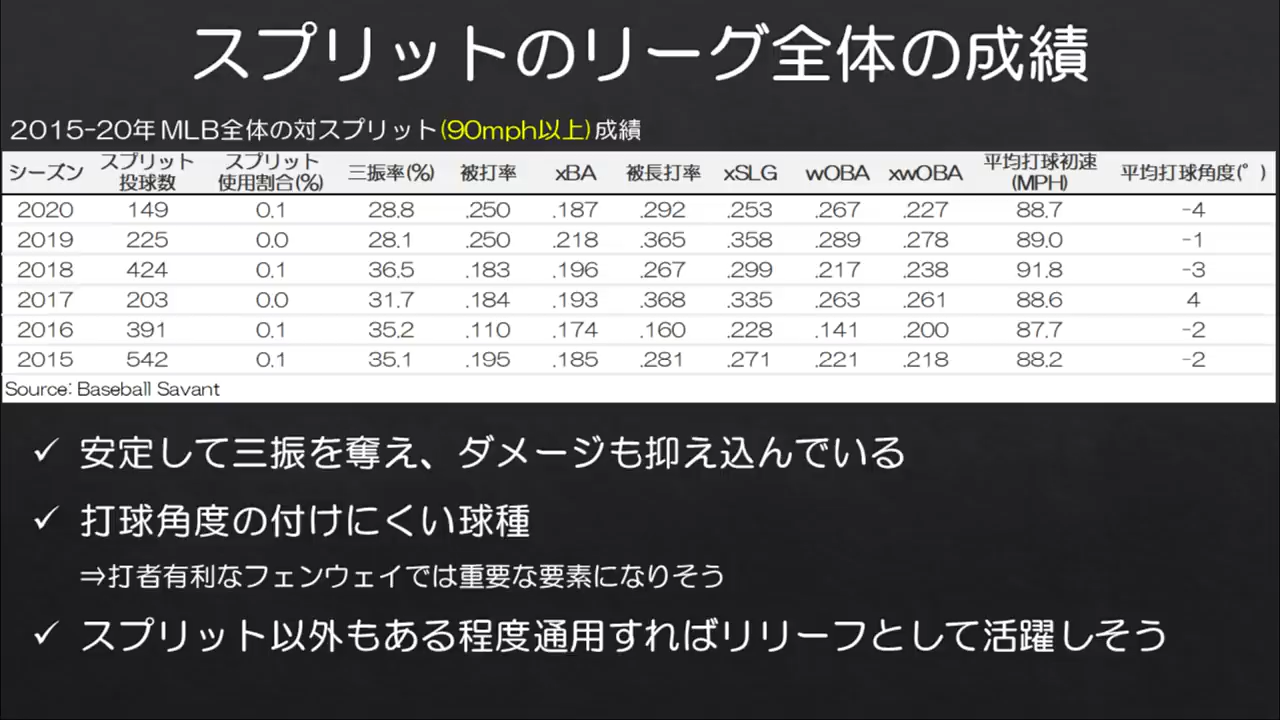 スプリットのリーグ全体の成績
2015-20年MLB全体の対スプリット(90mph以上)成績
シーズン スプリット投球数 スプリット使用割合(%) 三振率(%) 被打率 xBA 被長打率 xSLG wOBA xwOBA 平均打球初速(MPH) 平均打球角度(°)
2020 149 0.1 28.8 .250 .187 .292 .253 .267 .227 88.7 -4
2019 225 0.0 28.1 .250 .218 .365 .358 .289 .278 89.0 -1
2018 424 0.1 36.5 .183 .196 .267 .299 .217 .238 91.8 -3
2017 203 0.0 31.7 .184 .193 .368 .335 .263 .261 88.6 4
2016 391 0.1 35.2 .110 .174 .160 .228 .141 .200 87.7 -2
2015 542 0.1 35.1 .195 .185 .281 .271 .221 .218 88.2 -2
Source: Baseball Savant
✓ 安定して三振を奪え、ダメージも抑え込んでいる
✓ 打球角度の付けにくい球種
⇒打者有利なフェンウェイでは重要な要素になりそう
✓ スプリット以外もある程度通用すればリリーフとして活躍しそう